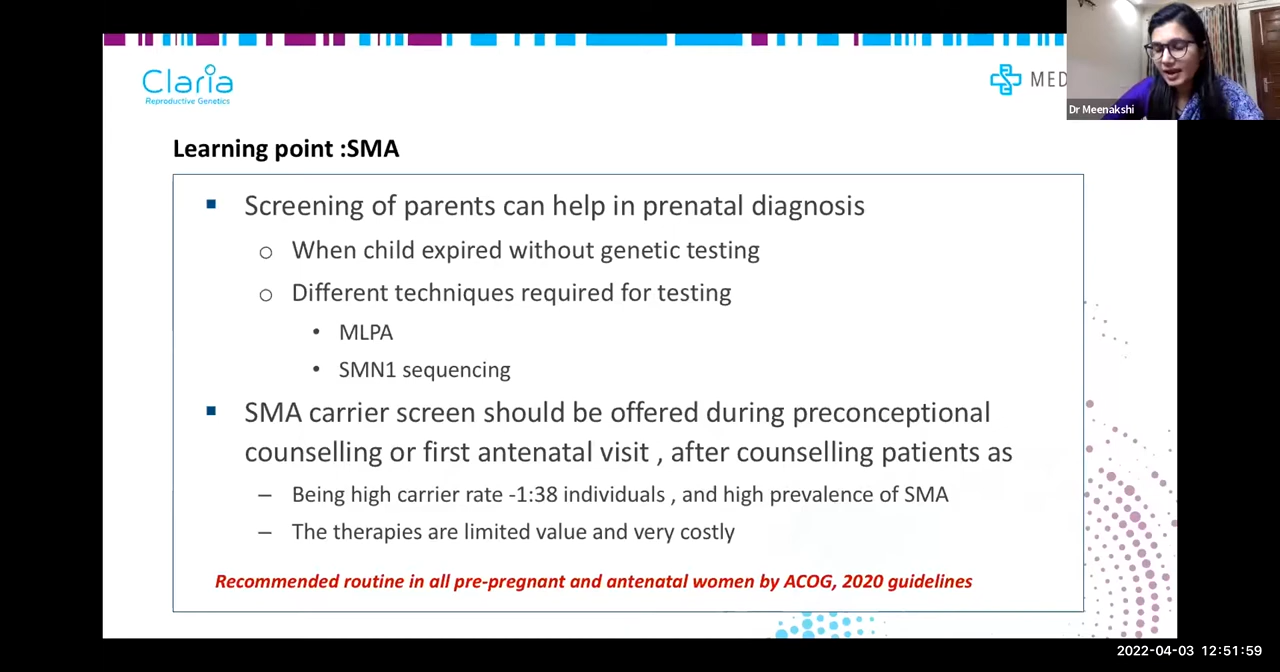 Claria
Reproductive Genetics
MED
Dr Meenakshi
Learning point :SMA
▪ Screening of parents can help in prenatal diagnosis
o When child expired without genetic testing
o Different techniques required for testing
• MLPA
• SMN1 sequencing
▪ SMA carrier screen should be offered during preconceptional
counselling or first antenatal visit , after counselling patients as
– Being high carrier rate -1:38 individuals , and high prevalence of SMA
– The therapies are limited value and very costly
Recommended routine in all pre-pregnant and antenatal women by ACOG, 2020 guidelines
2022-04-03 12:51:59